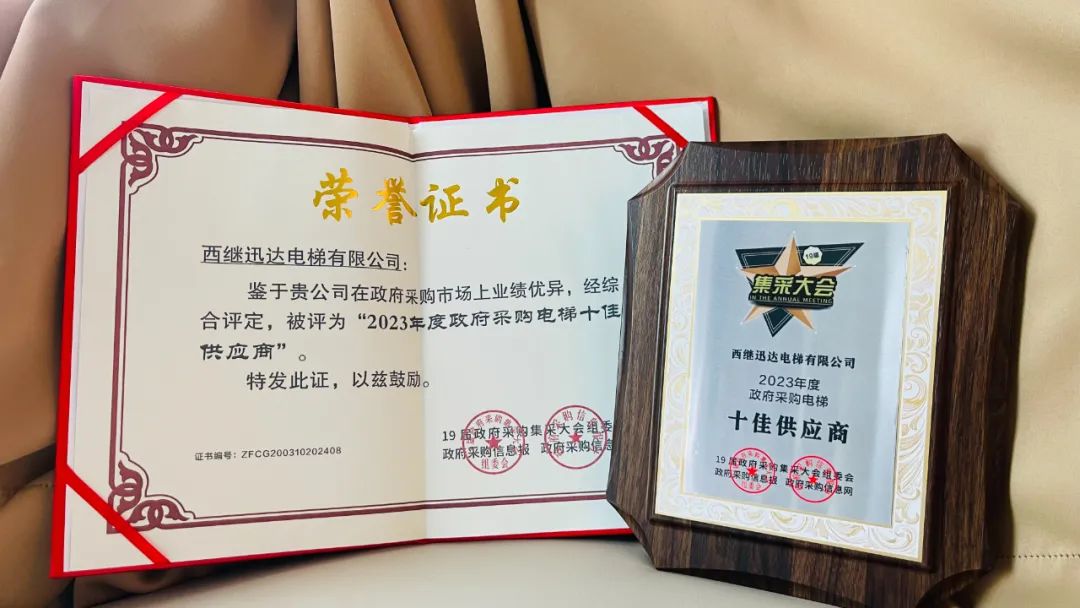 荣誉证书
西继迅达电梯有限公司:
鉴于贵公司在政府采购市场上业绩优异，经综
合评定，被评为“2023年度政府采购电梯十佳
供应商”。
特发此证，以兹鼓励。
19届政府采购集采大会组委
政府采购信息报 政府采购信息
组委会
证书编号：ZFCG200310202408
集采大会
IN THE ANNUAL MEETING
西继迅达电梯有限公司
2023年度
政府采购电梯
十佳供应商
19届政府采购集采大会组委会
政府采购信息报 政府采购信息网
组委会